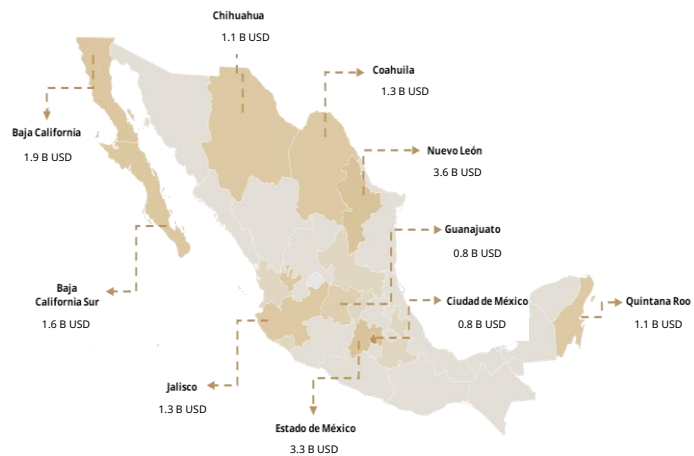 Chihuahua
1.1 B USD
Coahuila
1.3 B USD
Baja California
1.9 B USD
Nuevo León
3.6 B USD
Guanajuato
0.8 B USD
Baja
California Sur
1.6 B USD
Ciudad de México
0.8 B USD
Quintana Roo
1.1 B USD
Jalisco
1.3 B USD
Estado de México
3.3 B USD